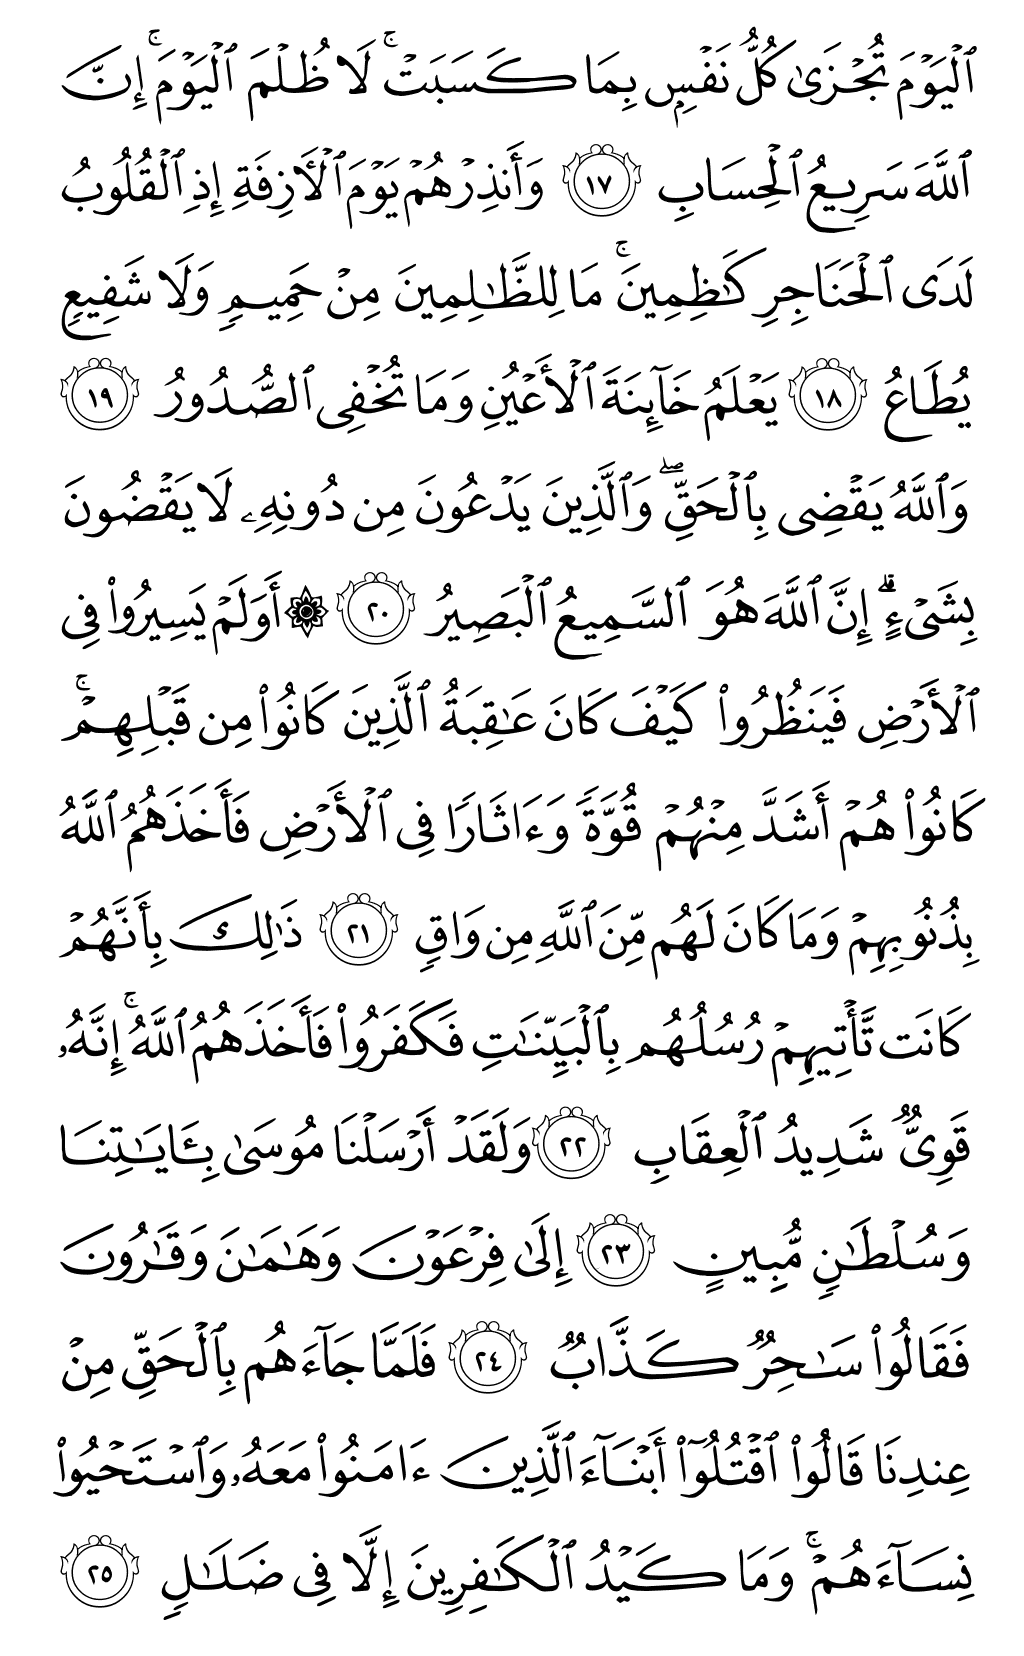 ٱلۡيَوۡمَ تُجۡزَىٰ كُلُّ نَفۡسِۭ بِمَا كَسَبَتۡۚ لَا ظُلۡمَ ٱلۡيَوۡمَۚ إِنَّ
ٱللَّهَ سَرِيعُ ٱلۡحِسَابِ ١٧ وَأَنذِرۡهُمۡ يَوۡمَ ٱلۡأٓزِفَةِ إِذِ ٱلۡقُلُوبُ
لَدَى ٱلۡحَنَاجِرِ كَٰظِمِينَۚ مَا لِلظَّٰلِمِينَ مِنۡ حَمِيمٖ وَلَا شَفِيعٖ
يُطَاعُ ١٨ يَعۡلَمُ خَآئِنَةَ ٱلۡأَعۡيُنِ وَمَا تُخۡفِى ٱلصُّدُورُ ١٩
وَٱللَّهُ يَقۡضِى بِٱلۡحَقِّۖ وَٱلَّذِينَ يَدۡعُونَ مِن دُونِهِۦ لَا يَقۡضُونَ
بِشَىۡءٍۗ إِنَّ ٱللَّهَ هُوَ ٱلسَّمِيعُ ٱلۡبَصِيرُ ٢٠ ۞ أَوَلَمۡ يَسِيرُواْ فِى
ٱلۡأَرۡضِ فَيَنظُرُواْ كَيۡفَ كَانَ عَٰقِبَةُ ٱلَّذِينَ كَانُواْ مِن قَبۡلِهِمۡۚ
كَانُواْ هُمۡ أَشَدَّ مِنۡهُمۡ قُوَّةٗ وَءَاثَارٗا فِى ٱلۡأَرۡضِ فَأَخَذَهُمُ ٱللَّهُ
بِذُنُوبِهِمۡ وَمَا كَانَ لَهُم مِّنَ ٱللَّهِ مِن وَاقٖ ٢١ ذَٰلِكَ بِأَنَّهُمۡ
كَانَت تَّأۡتِيهِمۡ رُسُلُهُم بِٱلۡبَيِّنَٰتِ فَكَفَرُواْ فَأَخَذَهُمُ ٱللَّهُۚ إِنَّهُۥ
قَوِىّٞ شَدِيدُ ٱلۡعِقَابِ ٢٢ وَلَقَدۡ أَرۡسَلۡنَا مُوسَىٰ بِـَٔايَٰتِنَا
وَسُلۡطَٰنٖ مُّبِينٍ ٢٣ إِلَىٰ فِرۡعَوۡنَ وَهَٰمَٰنَ وَقَٰرُونَ
فَقَالُواْ سَٰحِرٞ كَذَّابٞ ٢٤ فَلَمَّا جَآءَهُم بِٱلۡحَقِّ مِنۡ
عِندِنَا قَالُواْ ٱقۡتُلُوٓاْ أَبۡنَآءَ ٱلَّذِينَ ءَامَنُواْ مَعَهُۥ وَٱسۡتَحۡيُواْ
نِسَآءَهُمۡۚ وَمَا كَيۡدُ ٱلۡكَٰفِرِينَ إِلَّا فِى ضَلَٰلٖ ٢٥